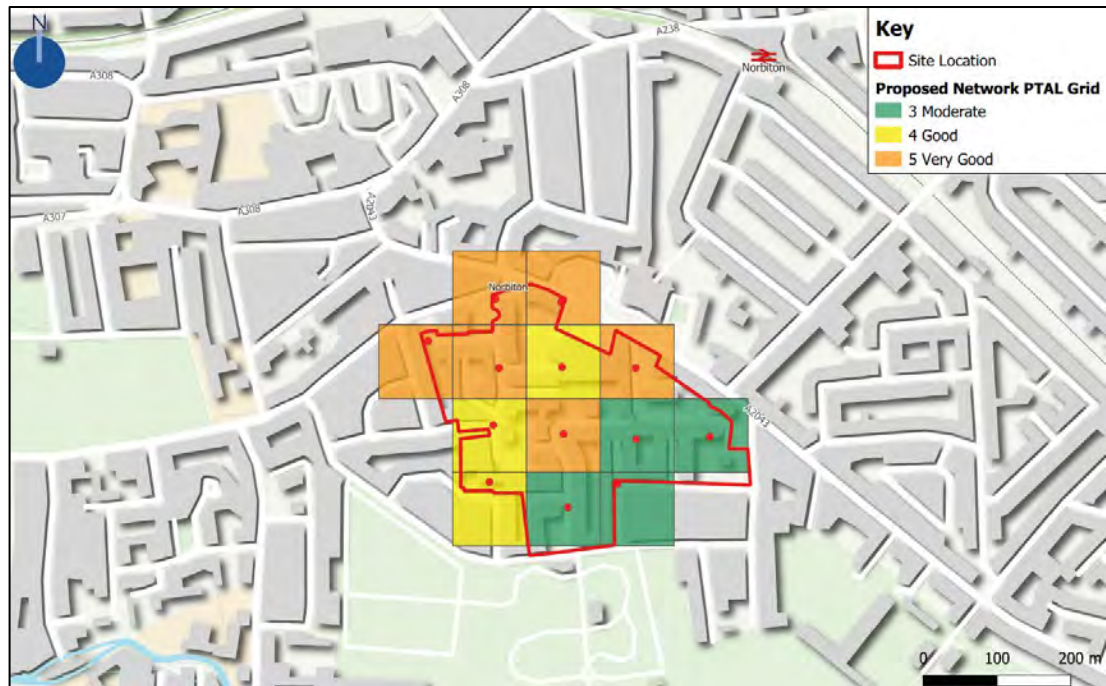 N
A308
A308
A238
Norbiton
A307
A308
A2043
Norbiton
A2043
Key
Site Location
Proposed Network PTAL Grid
3 Moderate
4 Good
5 Very Good
0 100 200 m